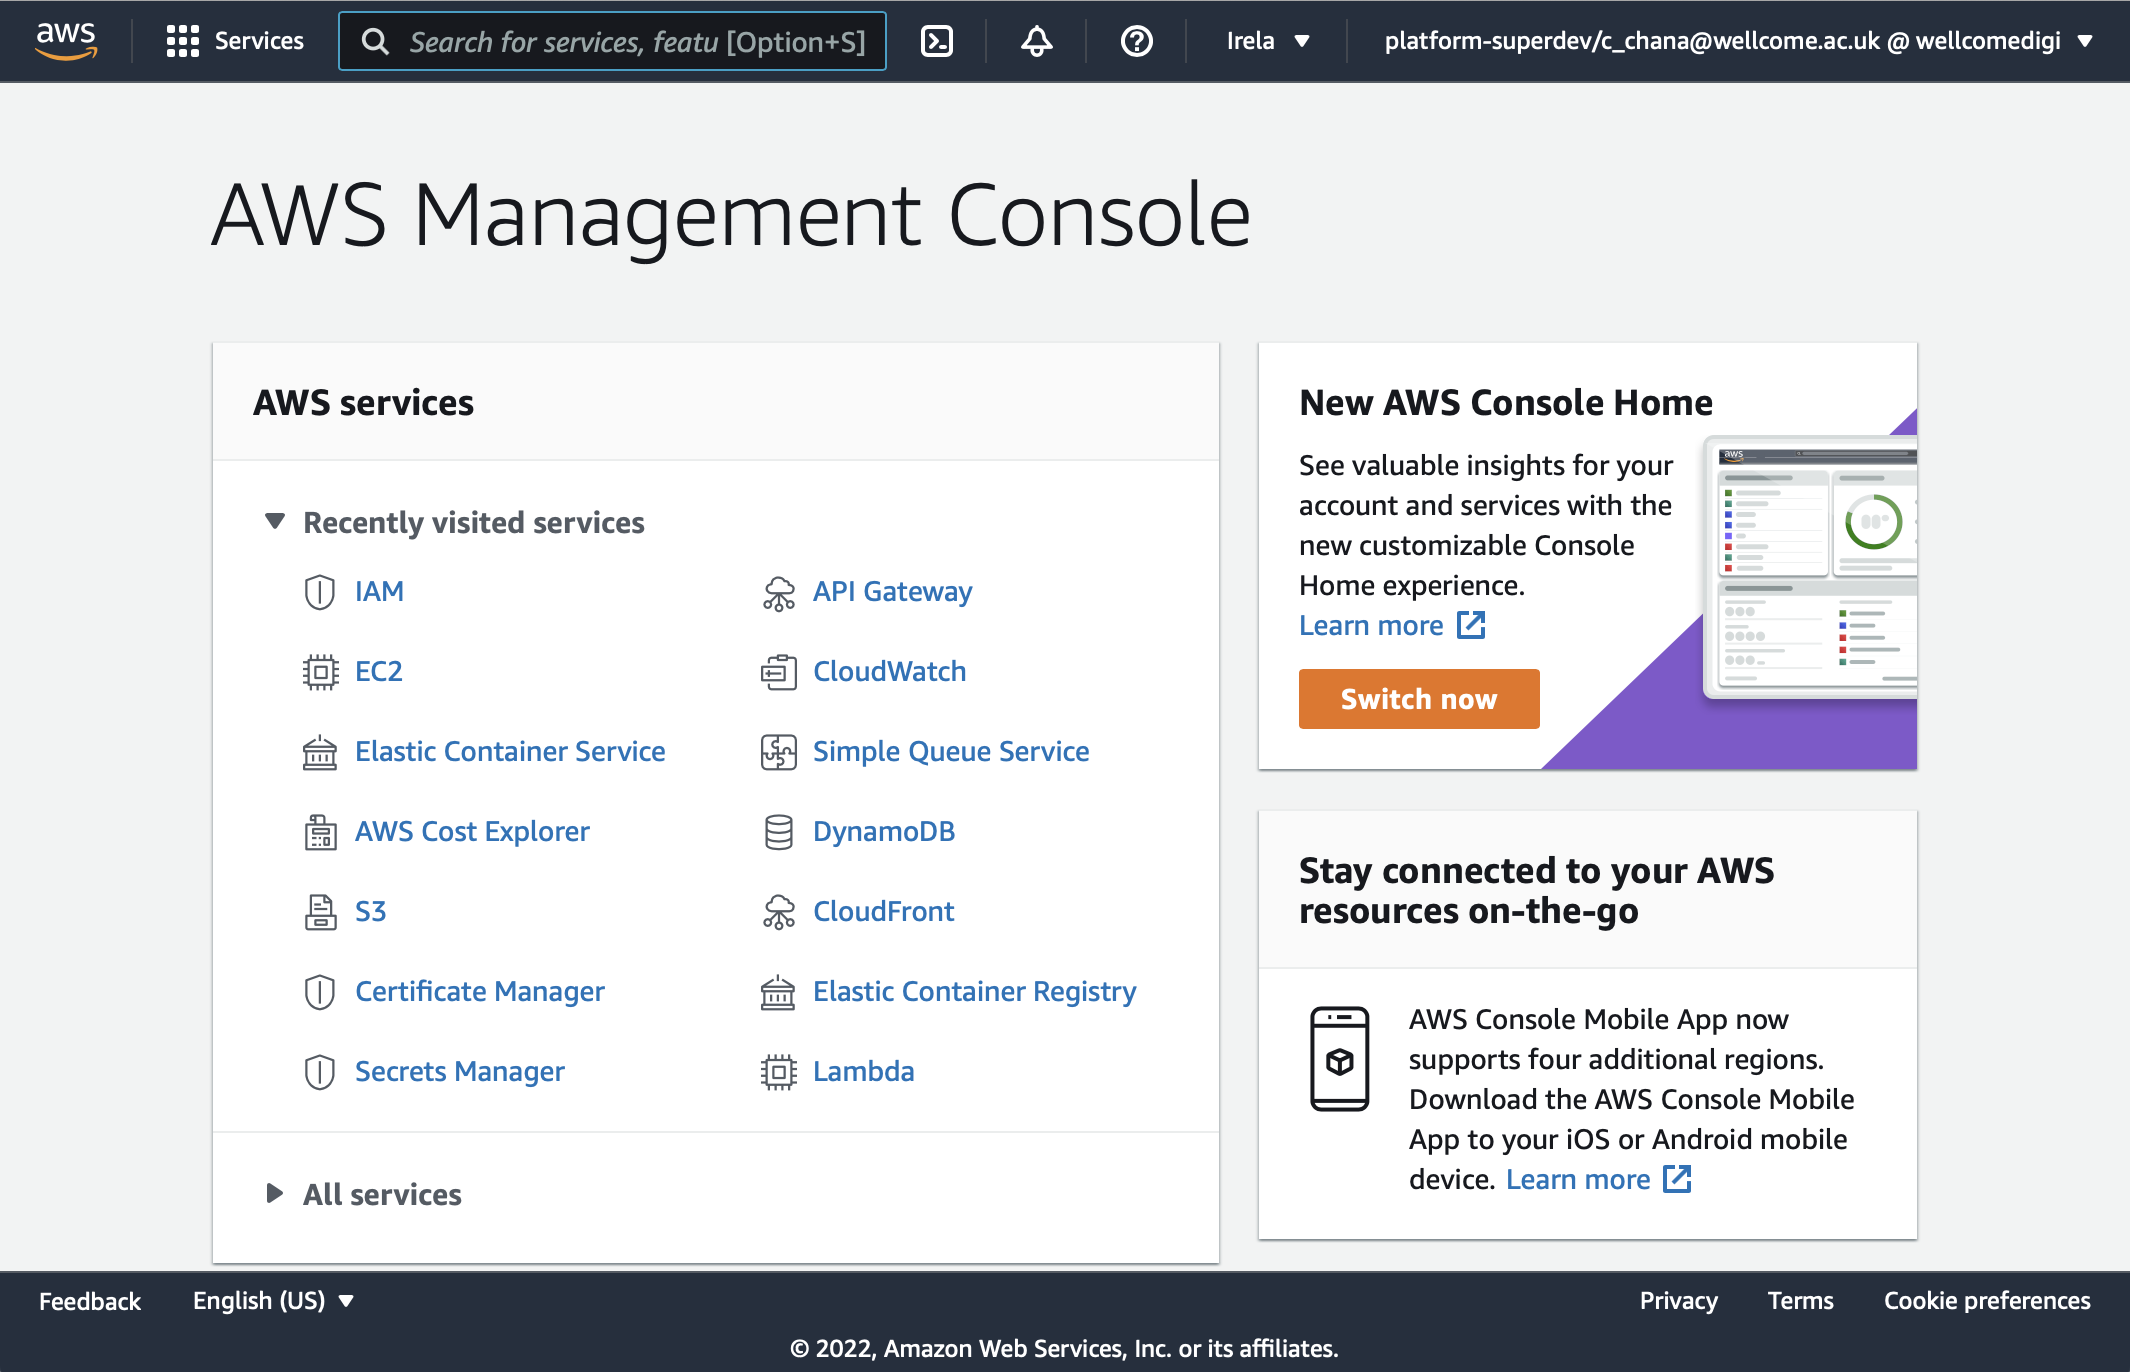 aws
Services
Search for services, featu [Option+S]
Irela
platform-superdev/c_chana@wellcome.ac.uk @ wellcomedigi
AWS Management Console
AWS services
Recently visited services
IAM
EC2
Elastic Container Service
AWS Cost Explorer
S3
Certificate Manager
Secrets Manager
API Gateway
CloudWatch
Simple Queue Service
DynamoDB
CloudFront
Elastic Container Registry
Lambda
All services
New AWS Console Home
See valuable insights for your
account and services with the
new customizable Console
Home experience.
Learn more
Switch now
aws
Stay connected to your AWS
resources on-the-go
AWS Console Mobile App now
supports four additional regions.
Download the AWS Console Mobile
App to your iOS or Android mobile
device. Learn more
Feedback
English (US)
Privacy
Terms
Cookie preferences
© 2022, Amazon Web Services, Inc. or its affiliates.